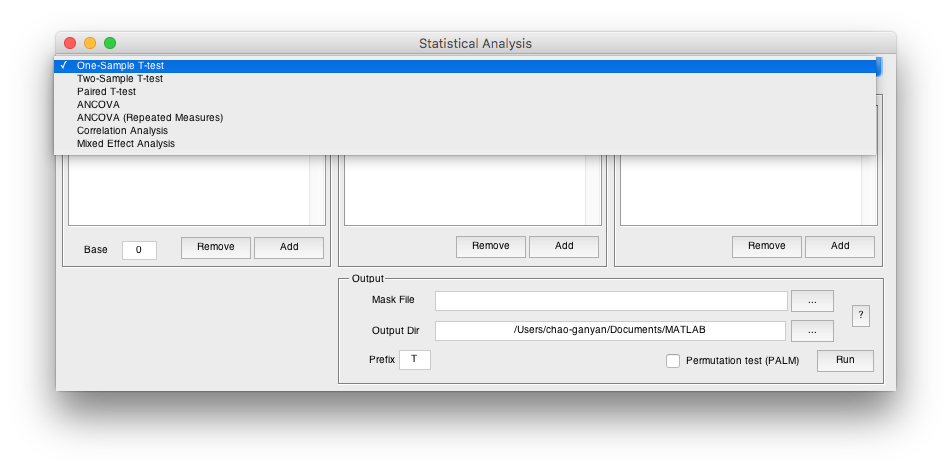 Statistical Analysis
✓ One-Sample T-test
Two-Sample T-test
Paired T-test
ANCOVA
ANCOVA (Repeated Measures)
Correlation Analysis
Mixed Effect Analysis
Base 0 Remove Add Remove Add Remove Add
Output
Mask File ...
?
Output Dir /Users/chao-ganyan/Documents/MATLAB ...
Prefix T Permutation test (PALM) Run